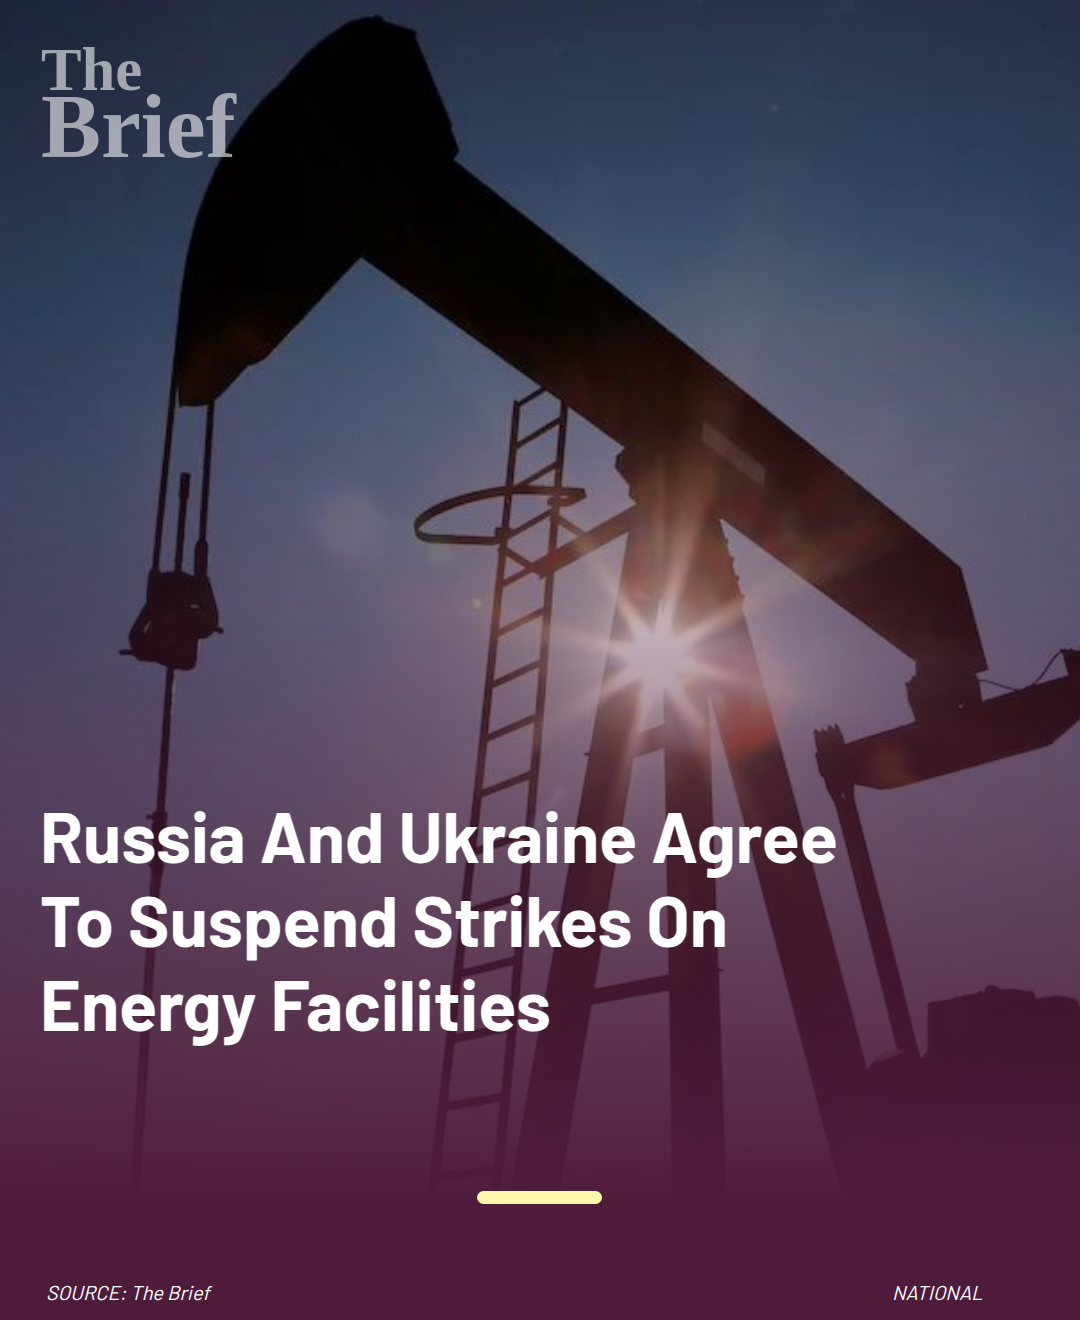 The
Brief
Russia And Ukraine Agree
To Suspend Strikes On
Energy Facilities
SOURCE: The Brief
NATIONAL